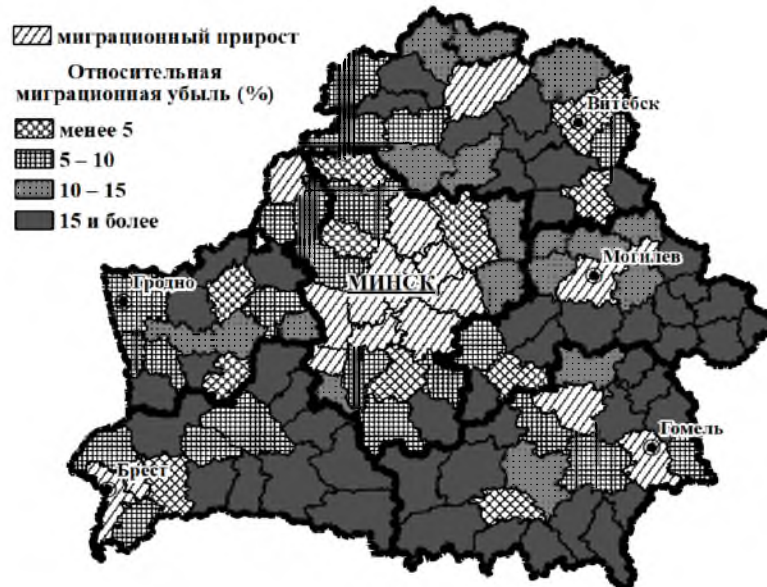 миграционный прирост
Относительная
миграционная убыль (%)
менее 5
5 – 10
10 – 15
15 и более
Витебск
Могилев
МИНСК
Гродно
Гомель
Брест